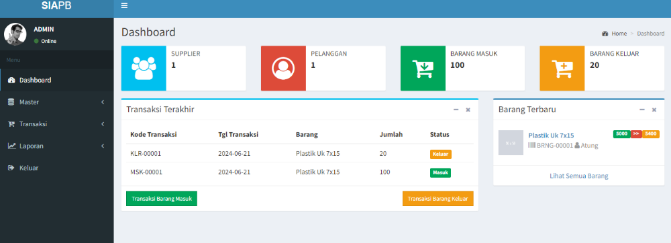 SIAPB
ADMIN
Online
Menu
Dashboard
Master
Transaksi
Laporan
Keluar
Dashboard
Home > Dashboard
SUPPLIER
1
PELANGGAN
1
BARANG MASUK
100
BARANG KELUAR
20
Transaksi Terakhir
Kode Transaksi Tgl Transaksi Barang Jumlah Status
KLR-00001 2024-06-21 Plastik Uk 7x15 20 Keluar
MSK-00001 2024-06-21 Plastik Uk 7x15 100 Masuk
Transaksi Barang Masuk
Transaksi Barang Keluar
Barang Terbaru
Plastik Uk 7x15
BRNG-00001 Atung
Lihat Semua Barang